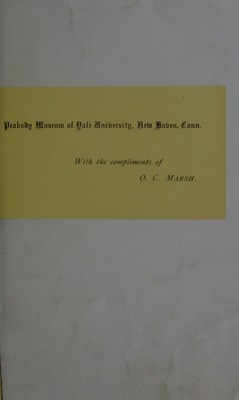 Peabody Museum of Yale University, New Haven, Conn.
With the compliments of
O. C. MARSH.